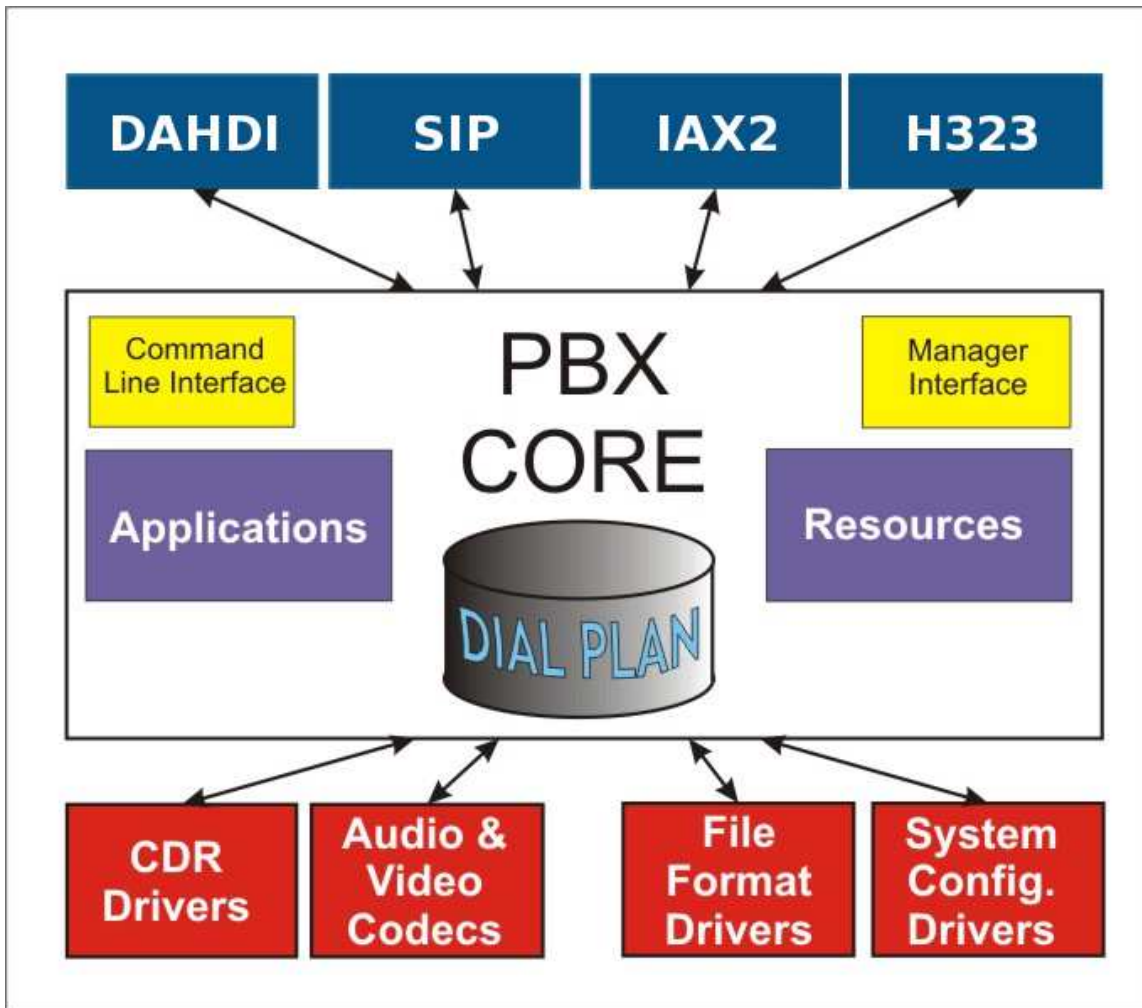 DAHDI
SIP
IAX2
H323
Command
Line Interface
PBX
CORE
Manager
Interface
Applications
Resources
DIAL PLAN
CDR
Drivers
Audio &
Video
Codecs
File
Format
Drivers
System
Config.
Drivers